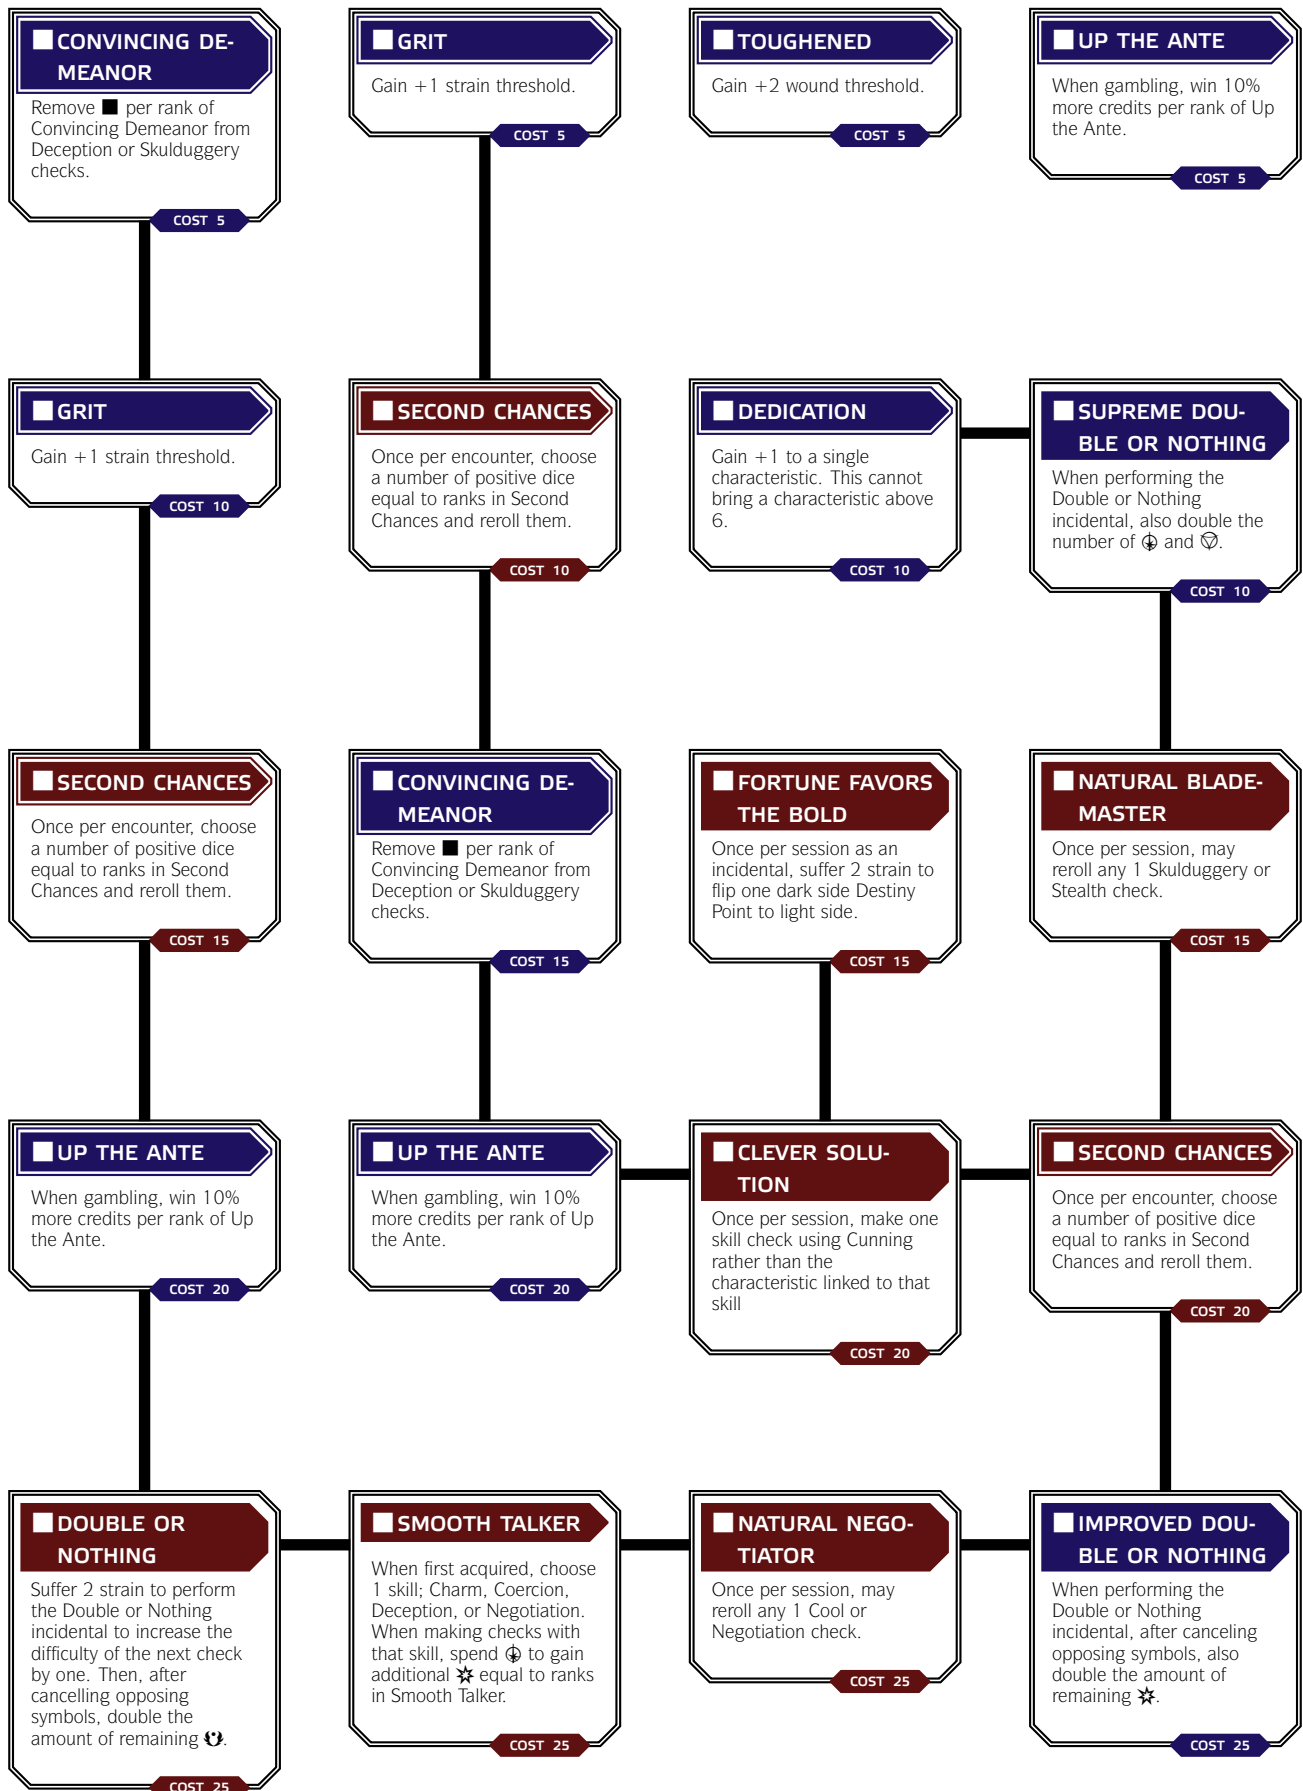 CONVINCING DE-
MEANOR
Remove per rank of
Convincing Demeanor from
Deception or Skulduggery
checks.
COST 5
GRIT
Gain +1 strain threshold.
COST 5
TOUGHENED
Gain +2 wound threshold.
COST 5
UP THE ANTE
When gambling, win 10%
more credits per rank of Up
the Ante.
COST 5
GRIT
Gain +1 strain threshold.
COST 10
SECOND CHANCES
Once per encounter, choose
a number of positive dice
equal to ranks in Second
Chances and reroll them.
COST 10
DEDICATION
Gain +1 to a single
characteristic. This cannot
bring a characteristic above
6.
COST 10
SUPREME DOU-
BLE OR NOTHING
When performing the
Double or Nothing
incidental, also double the
number of and .
COST 10
SECOND CHANCES
Once per encounter, choose
a number of positive dice
equal to ranks in Second
Chances and reroll them.
COST 15
CONVINCING DE-
MEANOR
Remove per rank of
Convincing Demeanor from
Deception or Skulduggery
checks.
COST 15
FORTUNE FAVORS
THE BOLD
Once per session as an
incidental, suffer 2 strain to
flip one dark side Destiny
Point to light side.
COST 15
NATURAL BLADE-
MASTER
Once per session, may
reroll any 1 Skulduggery or
Stealth check.
COST 15
UP THE ANTE
When gambling, win 10%
more credits per rank of Up
the Ante.
COST 20
UP THE ANTE
When gambling, win 10%
more credits per rank of Up
the Ante.
COST 20
CLEVER SOLU-
TION
Once per session, make one
skill check using Cunning
rather than the
characteristic linked to that
skill
COST 20
SECOND CHANCES
Once per encounter, choose
a number of positive dice
equal to ranks in Second
Chances and reroll them.
COST 20
DOUBLE OR
NOTHING
Suffer 2 strain to perform
the Double or Nothing
incidental to increase the
difficulty of the next check
by one. Then, after
cancelling opposing
symbols, double the
amount of remaining .
COST 25
SMOOTH TALKER
When first acquired, choose
1 skill; Charm, Coercion,
Deception, or Negotiation.
When making checks with
that skill, spend to gain
additional equal to ranks
in Smooth Talker.
COST 25
NATURAL NEGO-
TIATOR
Once per session, may
reroll any 1 Cool or
Negotiation check.
COST 25
IMPROVED DOU-
BLE OR NOTHING
When performing the
Double or Nothing
incidental, after canceling
opposing symbols, also
double the amount of
remaining .
COST 25